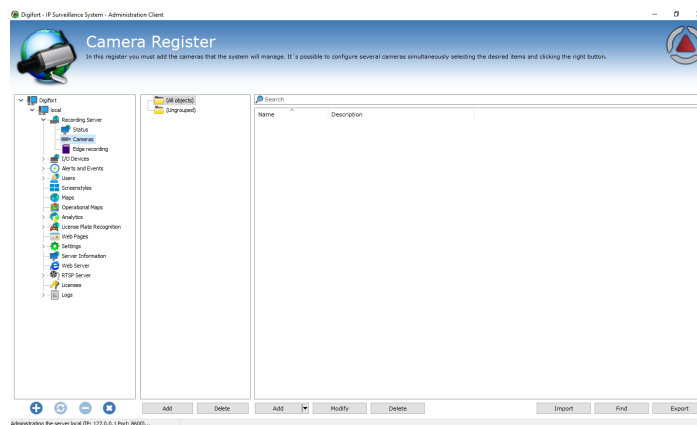 Digifort - IP Surveillance System - Administration Client
Camera Register
In this register you must add the cameras that the system will manage. It´s possible to configure several cameras simultaneously selecting the desired items and clicking the right button.
Digifort
local
Recording Server
Status
Cameras
Edge recording
I/O Devices
Alerts and Events
Users
Screenstyles
Maps
Operational Maps
Analytics
License Plate Recognition
Web Pages
Settings
Server Information
Web Server
RTSP Server
Licenses
Logs
(All objects)
(Ungrouped)
Search
Name Description
Add Delete Add Modify Delete Import Find Export
Administrating the server local (IP: 127.0.0.1 Port: 8600)...